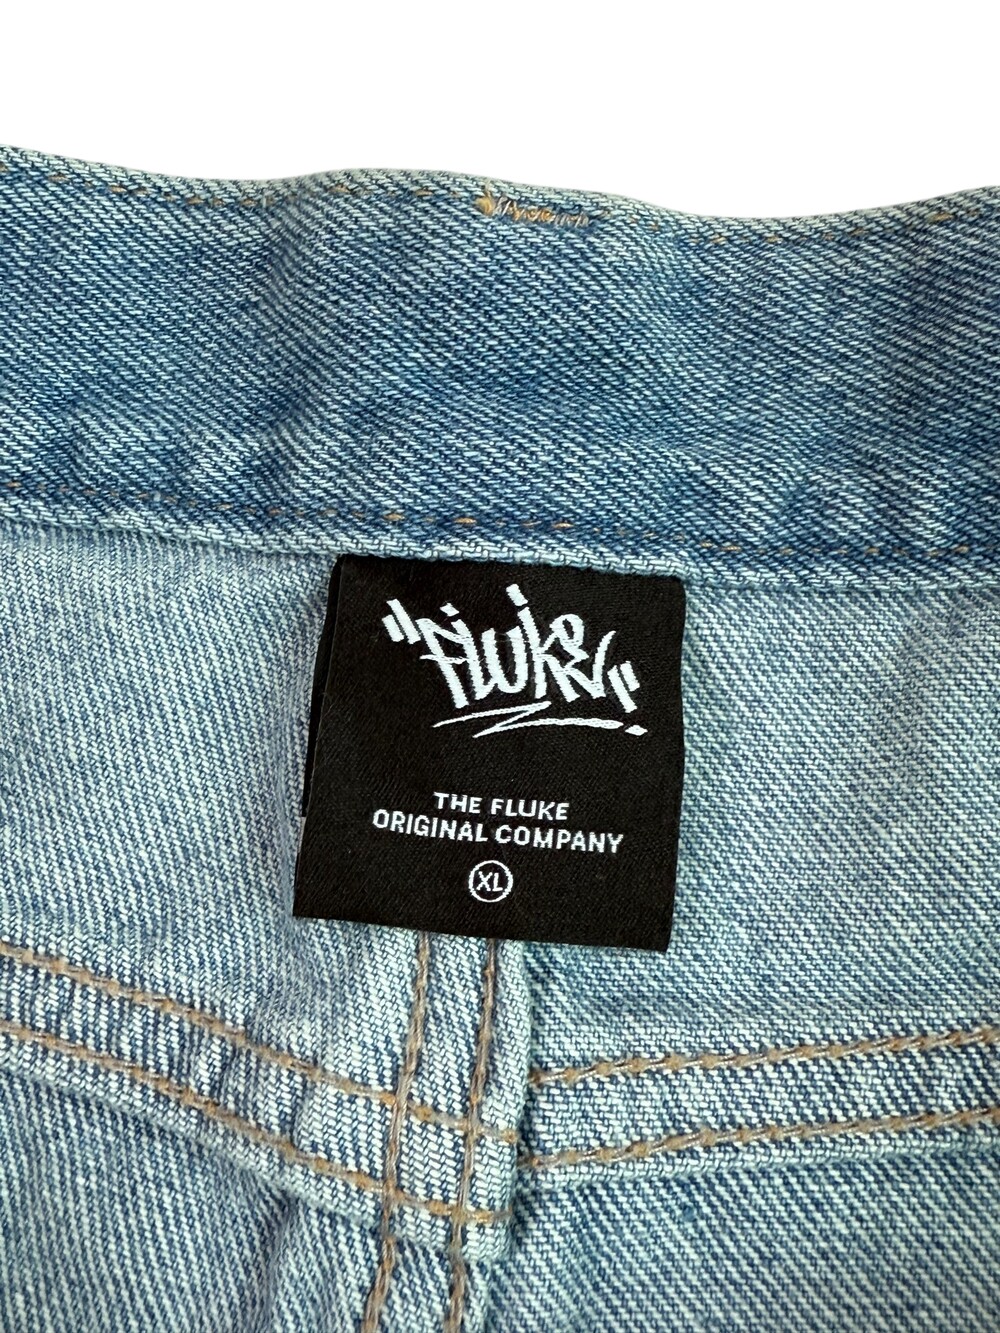 "FLUKE"
THE FLUKE
ORIGINAL COMPANY
XL